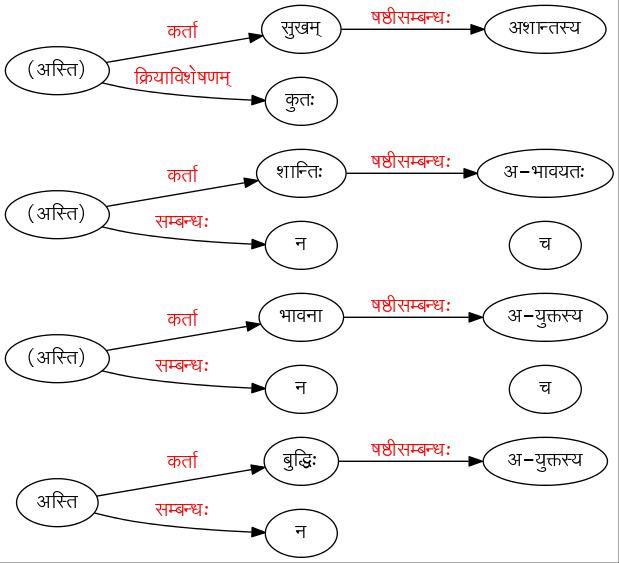 कर्ता
सुखम्
षष्ठीसम्बन्धः
अशान्तस्य
(अस्ति)
क्रियाविशेषणम्
कुतः
कर्ता
शान्तिः
षष्ठीसम्बन्धः
अ-भावयतः
(अस्ति)
सम्बन्धः
न
च
कर्ता
भावना
षष्ठीसम्बन्धः
अ-युक्तस्य
(अस्ति)
सम्बन्धः
न
च
कर्ता
बुद्धिः
षष्ठीसम्बन्धः
अ-युक्तस्य
अस्ति
सम्बन्धः
न